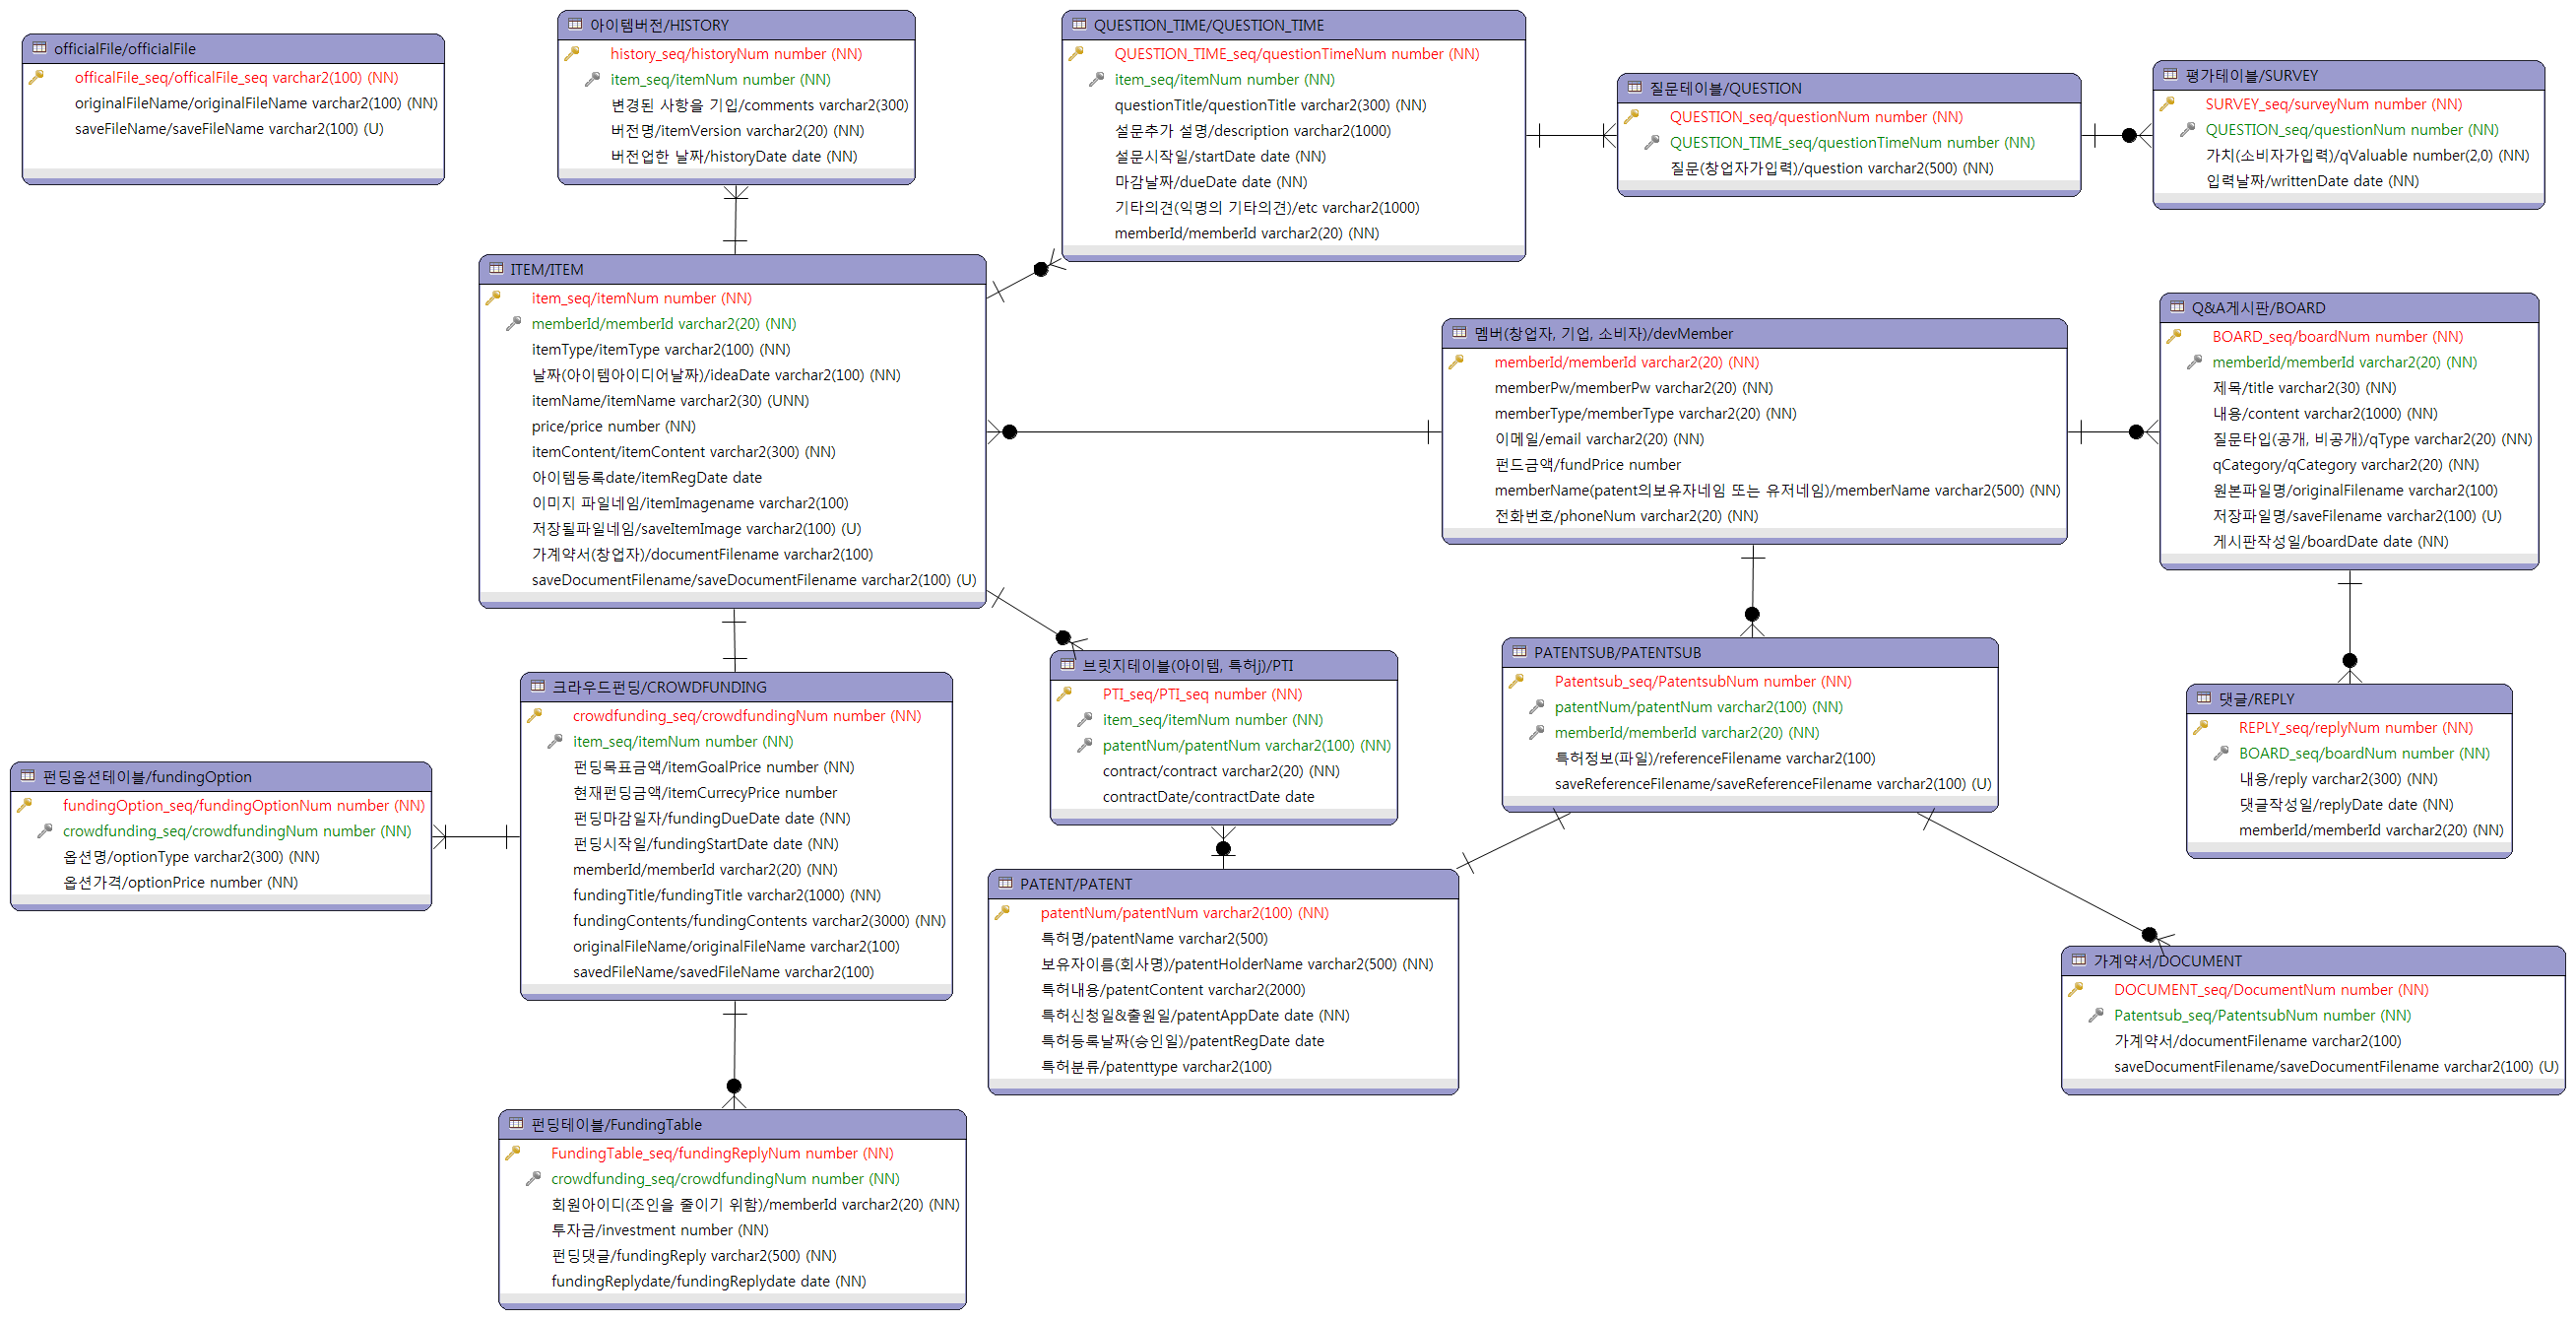 officialFile/officialFile
officalFile_seq/officalFile_seq varchar2(100) (NN)
originalFileName/originalFileName varchar2(100) (NN)
saveFileName/saveFileName varchar2(100) (U)
아이템버전/HISTORY
history_seq/historyNum number (NN)
item_seq/itemNum number (NN)
변경된 사항을 기입/comments varchar2(300)
버전명/itemVersion varchar2(20) (NN)
버전업한 날짜/historyDate date (NN)
QUESTION_TIME/QUESTION_TIME
QUESTION_TIME_seq/questionTimeNum number (NN)
item_seq/itemNum number (NN)
questionTitle/questionTitle varchar2(300) (NN)
설문추가 설명/description varchar2(1000)
설문시작일/startDate date (NN)
마감날짜/dueDate date (NN)
기타의견(익명의 기타의견)/etc varchar2(1000)
memberId/memberId varchar2(20) (NN)
질문테이블/QUESTION
QUESTION_seq/questionNum number (NN)
QUESTION_TIME_seq/questionTimeNum number (NN)
질문(창업자가입력)/question varchar2(500) (NN)
평가테이블/SURVEY
SURVEY_seq/surveyNum number (NN)
QUESTION_seq/questionNum number (NN)
가치(소비자가입력)/qValuable number(2,0) (NN)
입력날짜/writtenDate date (NN)
ITEM/ITEM
item_seq/itemNum number (NN)
memberId/memberId varchar2(20) (NN)
itemType/itemType varchar2(100) (NN)
날짜(아이템아이디어날짜)/ideaDate varchar2(100) (NN)
itemName/itemName varchar2(30) (UNN)
price/price number (NN)
itemContent/itemContent varchar2(300) (NN)
아이템등록date/itemRegDate date
이미지 파일네임/itemImagename varchar2(100)
저장될파일네임/saveItemImage varchar2(100) (U)
가계약서(창업자)/documentFilename varchar2(100)
saveDocumentFilename/saveDocumentFilename varchar2(100) (U)
멤버(창업자, 기업, 소비자)/devMember
memberId/memberId varchar2(20) (NN)
memberPw/memberPw varchar2(20) (NN)
memberType/memberType varchar2(20) (NN)
이메일/email varchar2(20) (NN)
펀드금액/fundPrice number
memberName(patent의보유자네임 또는 유저네임)/memberName varchar2(500) (NN)
전화번호/phoneNum varchar2(20) (NN)
Q&A게시판/BOARD
BOARD_seq/boardNum number (NN)
memberId/memberId varchar2(20) (NN)
제목/title varchar2(30) (NN)
내용/content varchar2(1000) (NN)
질문타입(공개, 비공개)/qType varchar2(20) (NN)
qCategory/qCategory varchar2(20) (NN)
원본파일명/originalFilename varchar2(100)
저장파일명/saveFilename varchar2(100) (U)
게시판작성일/boardDate date (NN)
크라우드펀딩/CROWDFUNDING
crowdfunding_seq/crowdfundingNum number (NN)
item_seq/itemNum number (NN)
펀딩목표금액/itemGoalPrice number (NN)
현재펀딩금액/itemCurrecyPrice number
펀딩마감일자/fundingDueDate date (NN)
펀딩시작일/fundingStartDate date (NN)
memberId/memberId varchar2(20) (NN)
fundingTitle/fundingTitle varchar2(1000) (NN)
fundingContents/fundingContents varchar2(3000) (NN)
originalFileName/originalFileName varchar2(100)
savedFileName/savedFileName varchar2(100)
브릿지테이블(아이템, 특허j)/PTI
PTI_seq/PTI_seq number (NN)
item_seq/itemNum number (NN)
patentNum/patentNum varchar2(100) (NN)
contract/contract varchar2(20) (NN)
contractDate/contractDate date
PATENTSUB/PATENTSUB
Patentsub_seq/PatentsubNum number (NN)
patentNum/patentNum varchar2(100) (NN)
memberId/memberId varchar2(20) (NN)
특허정보(파일)/referenceFilename varchar2(100)
saveReferenceFilename/saveReferenceFilename varchar2(100) (U)
댓글/REPLY
REPLY_seq/replyNum number (NN)
BOARD_seq/boardNum number (NN)
내용/reply varchar2(300) (NN)
댓글작성일/replyDate date (NN)
memberId/memberId varchar2(20) (NN)
펀딩옵션테이블/fundingOption
fundingOption_seq/fundingOptionNum number (NN)
crowdfunding_seq/crowdfundingNum number (NN)
옵션명/optionType varchar2(300) (NN)
옵션가격/optionPrice number (NN)
PATENT/PATENT
patentNum/patentNum varchar2(100) (NN)
특허명/patentName varchar2(500)
보유자이름(회사명)/patentHolderName varchar2(500) (NN)
특허내용/patentContent varchar2(2000)
특허신청일&출원일/patentAppDate date (NN)
특허등록날짜(승인일)/patentRegDate date
특허분류/patenttype varchar2(100)
가계약서/DOCUMENT
DOCUMENT_seq/DocumentNum number (NN)
Patentsub_seq/PatentsubNum number (NN)
가계약서/documentFilename varchar2(100)
saveDocumentFilename/saveDocumentFilename varchar2(100) (U)
펀딩테이블/FundingTable
FundingTable_seq/fundingReplyNum number (NN)
crowdfunding_seq/crowdfundingNum number (NN)
회원아이디(조인을 줄이기 위함)/memberId varchar2(20) (NN)
투자금/investment number (NN)
펀딩댓글/fundingReply varchar2(500) (NN)
fundingReplydate/fundingReplydate date (NN)